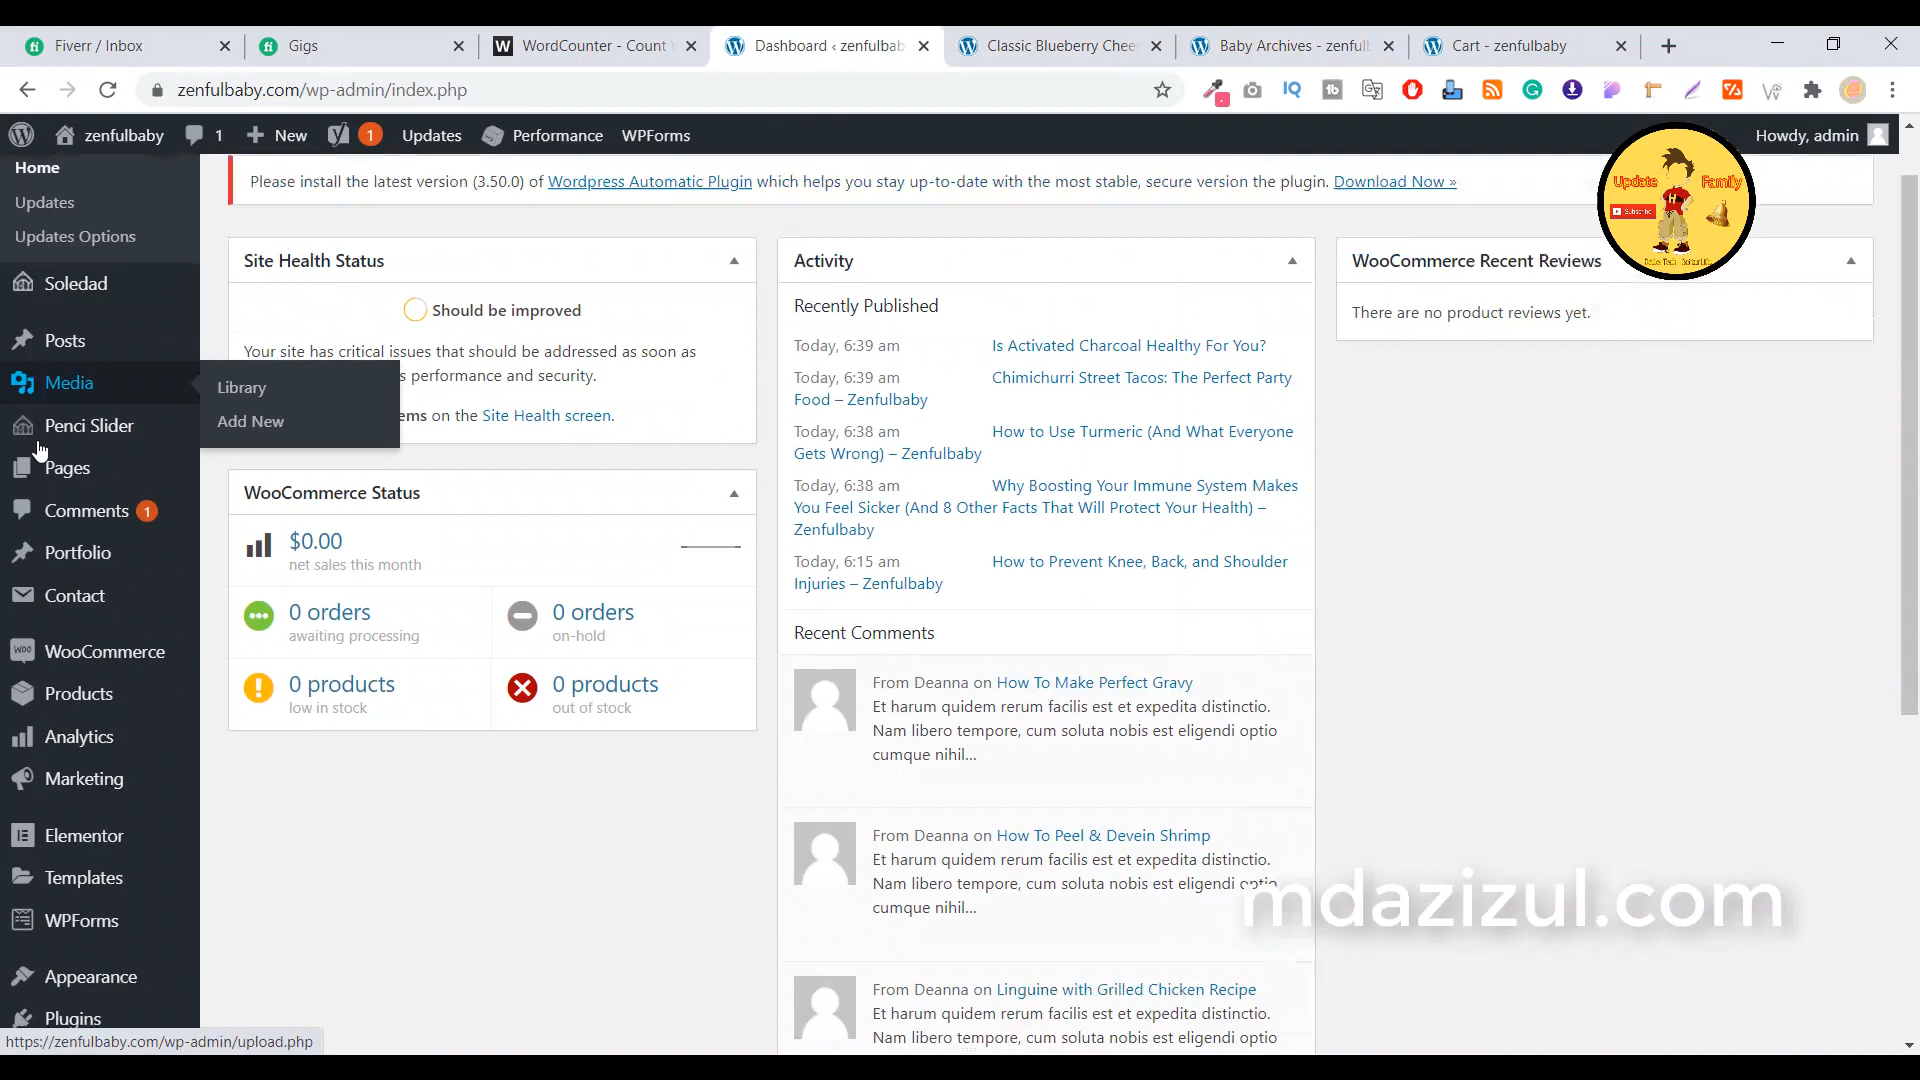 Fiverr / Inbox
Gigs
WordCounter - Count
Dashboard ‹ zenfulbab
Classic Blueberry Chee
Baby Archives - zenful
Cart - zenfulbaby
zenfulbaby.com/wp-admin/index.php
zenfulbaby
1
New
1
Updates
Performance
WPForms
Howdy, admin
Home
Updates
Updates Options
Soledad
Posts
Media
Library
Add New
Penci Slider
Pages
Comments 1
Portfolio
Contact
WooCommerce
Products
Analytics
Marketing
Elementor
Templates
WPForms
Appearance
Plugins
https://zenfulbaby.com/wp-admin/upload.php
Please install the latest version (3.50.0) of Wordpress Automatic Plugin which helps you stay up-to-date with the most stable, secure version the plugin. Download Now »
Update Family
Subscribe
Site Health Status
Should be improved
Your site has critical issues that should be addressed as soon as
performance and security.
on the Site Health screen.
WooCommerce Status
$0.00
net sales this month
0 orders
awaiting processing
0 orders
on-hold
0 products
low in stock
0 products
out of stock
Activity
Recently Published
Today, 6:39 am Is Activated Charcoal Healthy For You?
Today, 6:39 am Chimichurri Street Tacos: The Perfect Party
Food – Zenfulbaby
Today, 6:38 am How to Use Turmeric (And What Everyone
Gets Wrong) – Zenfulbaby
Today, 6:38 am Why Boosting Your Immune System Makes
You Feel Sicker (And 8 Other Facts That Will Protect Your Health) –
Zenfulbaby
Today, 6:15 am How to Prevent Knee, Back, and Shoulder
Injuries – Zenfulbaby
Recent Comments
From Deanna on How To Make Perfect Gravy
Et harum quidem rerum facilis est et expedita distinctio.
Nam libero tempore, cum soluta nobis est eligendi optio
cumque nihil…
From Deanna on How To Peel & Devein Shrimp
Et harum quidem rerum facilis est et expedita distinctio.
Nam libero tempore, cum soluta nobis est eligendi optio
cumque nihil…
From Deanna on Linguine with Grilled Chicken Recipe
Et harum quidem rerum facilis est et expedita distinctio.
Nam libero tempore, cum soluta nobis est eligendi optio
WooCommerce Recent Reviews
There are no product reviews yet.
mdazizul.com